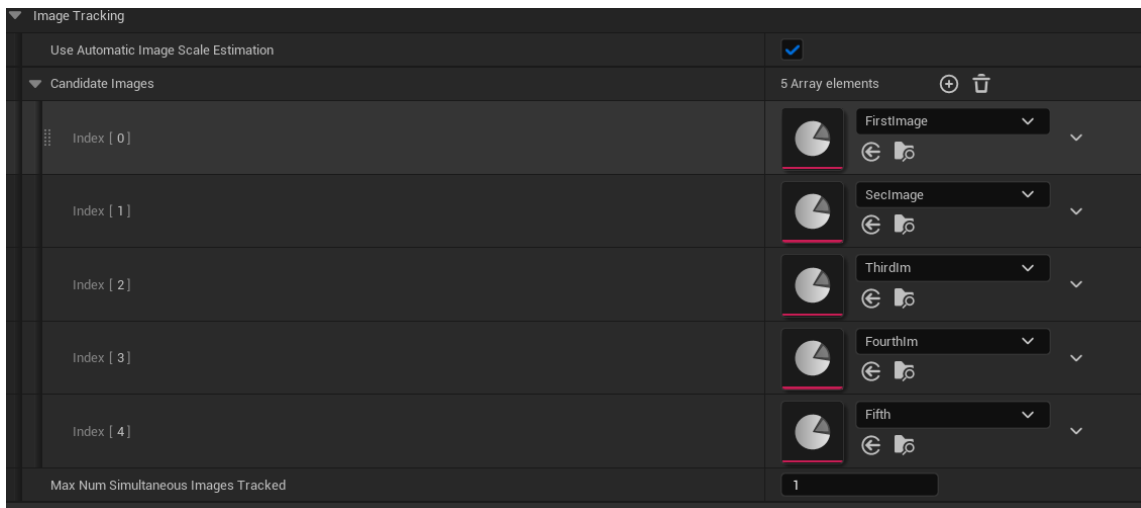 Image Tracking
Use Automatic Image Scale Estimation
Candidate Images 5 Array elements
Index [ 0 ] FirstImage
Index [ 1 ] SecImage
Index [ 2 ] ThirdIm
Index [ 3 ] FourthIm
Index [ 4 ] Fifth
Max Num Simultaneous Images Tracked 1